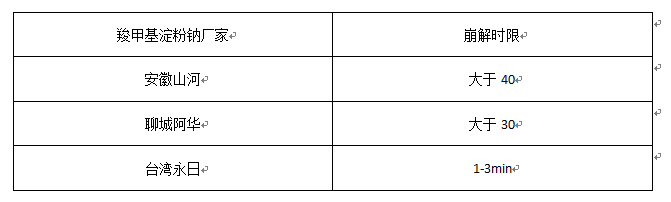 羧甲基淀粉钠厂家 崩解时限
安徽山河 大于 40
聊城阿华 大于 30
台湾永日 1-3min